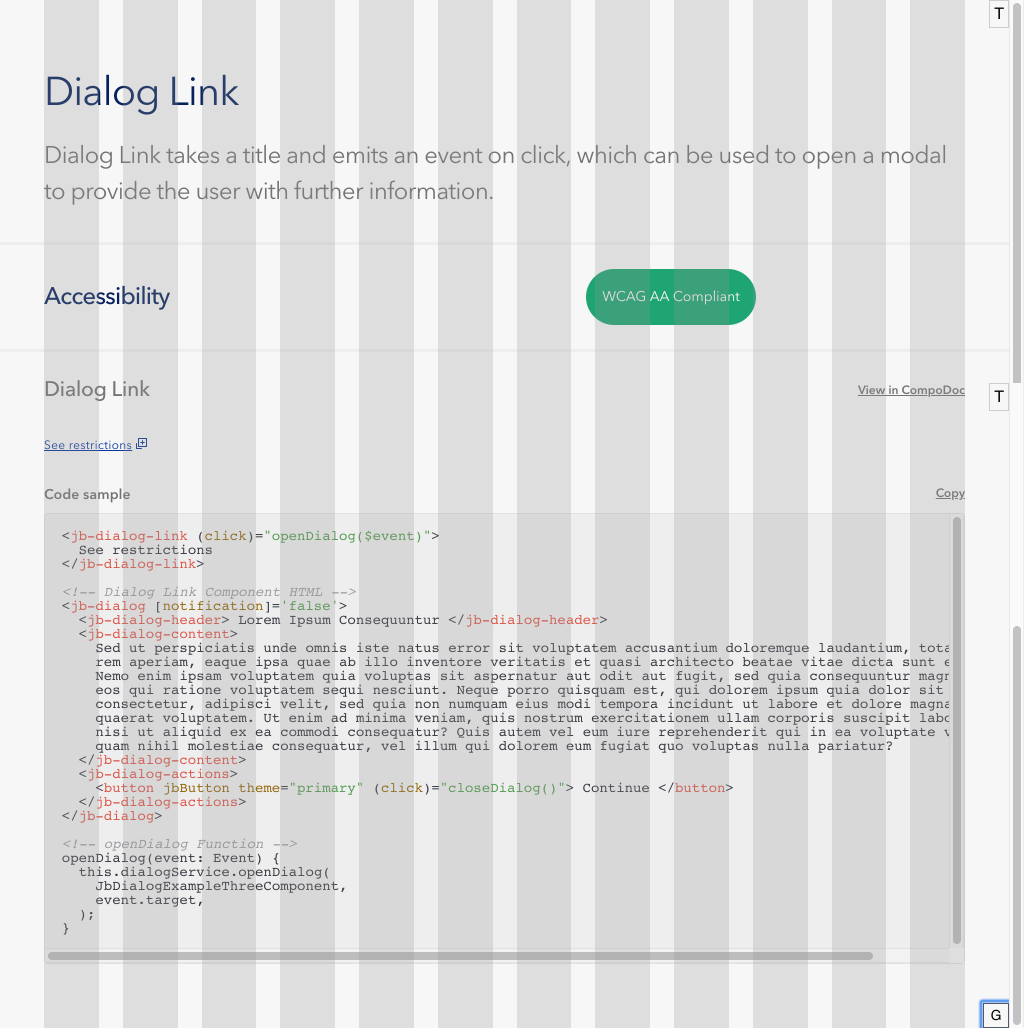 T
Dialog Link
Dialog Link takes a title and emits an event on click, which can be used to open a modal
to provide the user with further information.
Accessibility
WCAG AA Compliant
Dialog Link
View in CompoDoc
T
See restrictions
Code sample
Copy
<jb-dialog-link (click)="openDialog($event)">
  See restrictions
</jb-dialog-link>
<!-- Dialog Link Component HTML -->
<jb-dialog [notification]='false'>
  <jb-dialog-header> Lorem Ipsum Consequuntur </jb-dialog-header>
  <jb-dialog-content>
    Sed ut perspiciatis unde omnis iste natus error sit voluptatem accusantium doloremque laudantium, tota
    rem aperiam, eaque ipsa quae ab illo inventore veritatis et quasi architecto beatae vitae dicta sunt e
    Nemo enim ipsam voluptatem quia voluptas sit aspernatur aut odit aut fugit, sed quia consequuntur magn
    eos qui ratione voluptatem sequi nesciunt. Neque porro quisquam est, qui dolorem ipsum quia dolor sit
    consectetur, adipisci velit, sed quia non numquam eius modi tempora incidunt ut labore et dolore magna
    quaerat voluptatem. Ut enim ad minima veniam, quis nostrum exercitationem ullam corporis suscipit labo
    nisi ut aliquid ex ea commodi consequatur? Quis autem vel eum iure reprehenderit qui in ea voluptate v
    quam nihil molestiae consequatur, vel illum qui dolorem eum fugiat quo voluptas nulla pariatur?
  </jb-dialog-content>
  <jb-dialog-actions>
    <button jbButton theme="primary" (click)="closeDialog()"> Continue </button>
  </jb-dialog-actions>
</jb-dialog>
<!-- openDialog Function -->
openDialog(event: Event) {
  this.dialogService.openDialog(
    JbDialogExampleThreeComponent,
    event.target,
  );
}
G